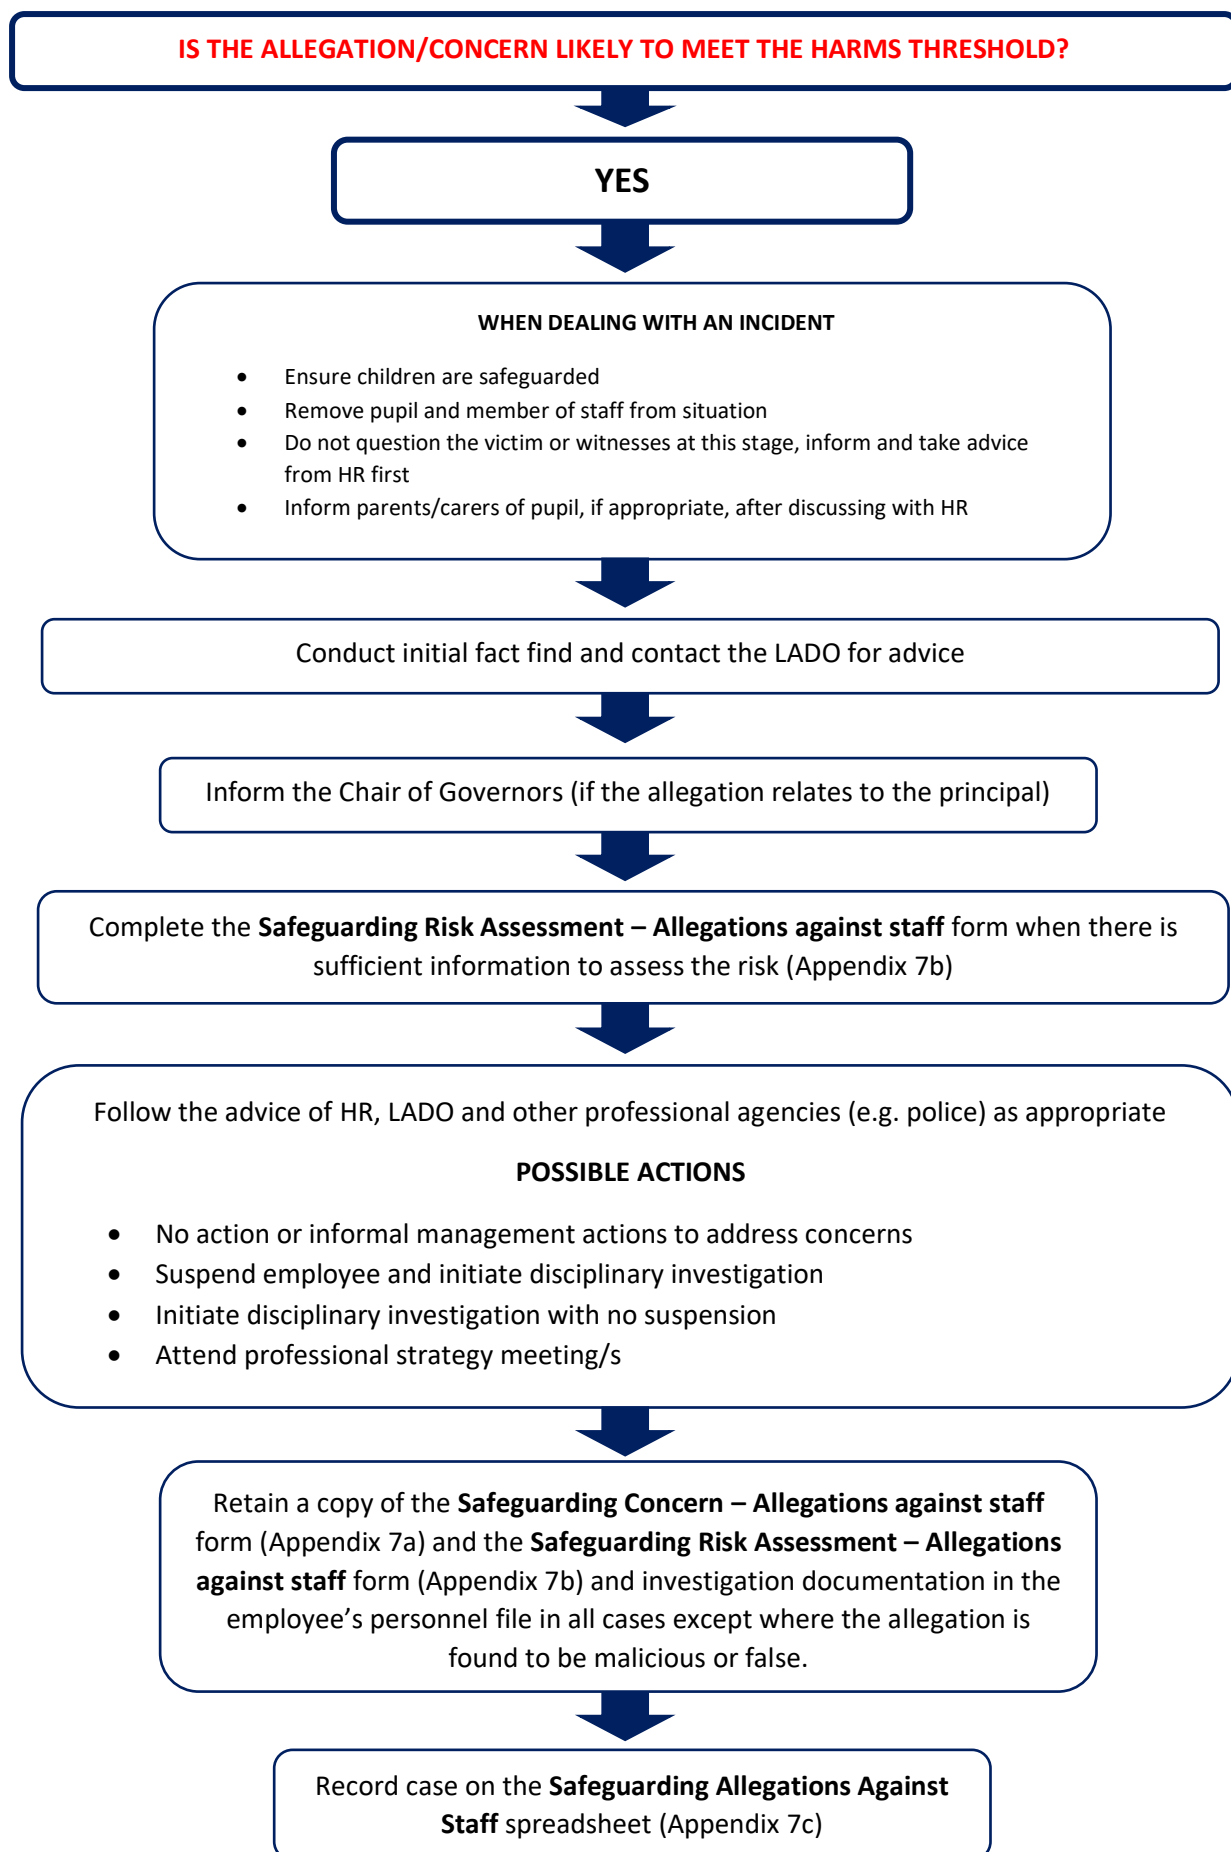 IS THE ALLEGATION/CONCERN LIKELY TO MEET THE HARMS THRESHOLD?
YES
WHEN DEALING WITH AN INCIDENT
• Ensure children are safeguarded
• Remove pupil and member of staff from situation
• Do not question the victim or witnesses at this stage, inform and take advice
from HR first
• Inform parents/carers of pupil, if appropriate, after discussing with HR
Conduct initial fact find and contact the LADO for advice
Inform the Chair of Governors (if the allegation relates to the principal)
Complete the Safeguarding Risk Assessment – Allegations against staff form when there is
sufficient information to assess the risk (Appendix 7b)
Follow the advice of HR, LADO and other professional agencies (e.g. police) as appropriate
POSSIBLE ACTIONS
• No action or informal management actions to address concerns
• Suspend employee and initiate disciplinary investigation
• Initiate disciplinary investigation with no suspension
• Attend professional strategy meeting/s
Retain a copy of the Safeguarding Concern – Allegations against staff
form (Appendix 7a) and the Safeguarding Risk Assessment – Allegations
against staff form (Appendix 7b) and investigation documentation in the
employee’s personnel file in all cases except where the allegation is
found to be malicious or false.
Record case on the Safeguarding Allegations Against
Staff spreadsheet (Appendix 7c)